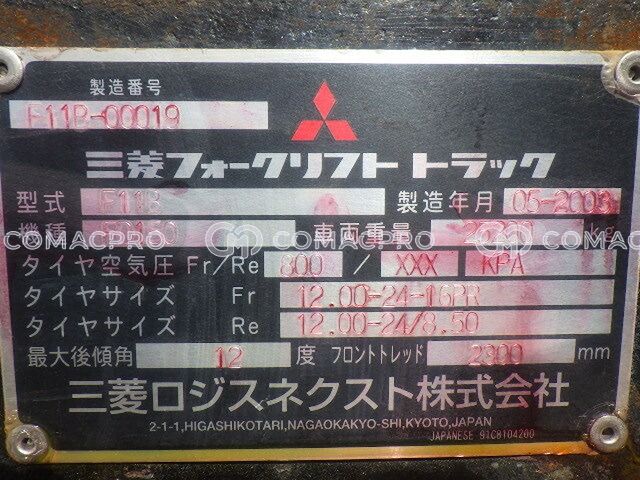 製造番号
F11B-00019
三菱フォークリフトトラック
型式 F11B 製造年月
機種 車両重量 kg
COMACPRO COMACPRO COMACPRO
タイヤ空気圧 Fr/Re 800 / XXX KPA
タイヤサイズ Fr 12.00-24-16PR
タイヤサイズ Re 12.00-24/8.50
最大後傾角 12 度 フロントトレッド 2300 mm
三菱ロジスネクスト株式会社
2-1-1,HIGASHIKOTARI,NAGAOKAKYO-SHI,KYOTO,JAPAN
JAPANESE 91C8104200